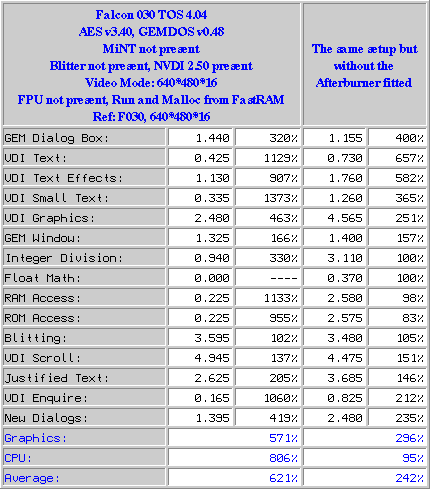 Falcon 030 TOS 4.04
AES v3.40, GEMDOS v0.48
MiNT not present
Blitter not present, NVDI 2.50 present
Video Mode: 640*480*16
FPU not present, Run and Malloc from FastRAM
Ref: F030, 640*480*16
The same setup but
without the
Afterburner fitted
GEM Dialog Box: 1.440 320% 1.155 400%
VDI Text: 0.425 1129% 0.730 657%
VDI Text Effects: 1.130 907% 1.760 582%
VDI Small Text: 0.335 1373% 1.260 365%
VDI Graphics: 2.480 463% 4.565 251%
GEM Window: 1.325 166% 1.400 157%
Integer Division: 0.940 330% 3.110 100%
Float Math: 0.000 ---- 0.370 100%
RAM Access: 0.225 1133% 2.580 98%
ROM Access: 0.225 955% 2.575 83%
Blitting: 3.595 102% 3.480 105%
VDI Scroll: 4.945 137% 4.475 151%
Justified Text: 2.625 205% 3.685 146%
VDI Enquire: 0.165 1060% 0.825 212%
New Dialogs: 1.395 419% 2.480 235%
Graphics: 571% 296%
CPU: 806% 95%
Average: 621% 242%